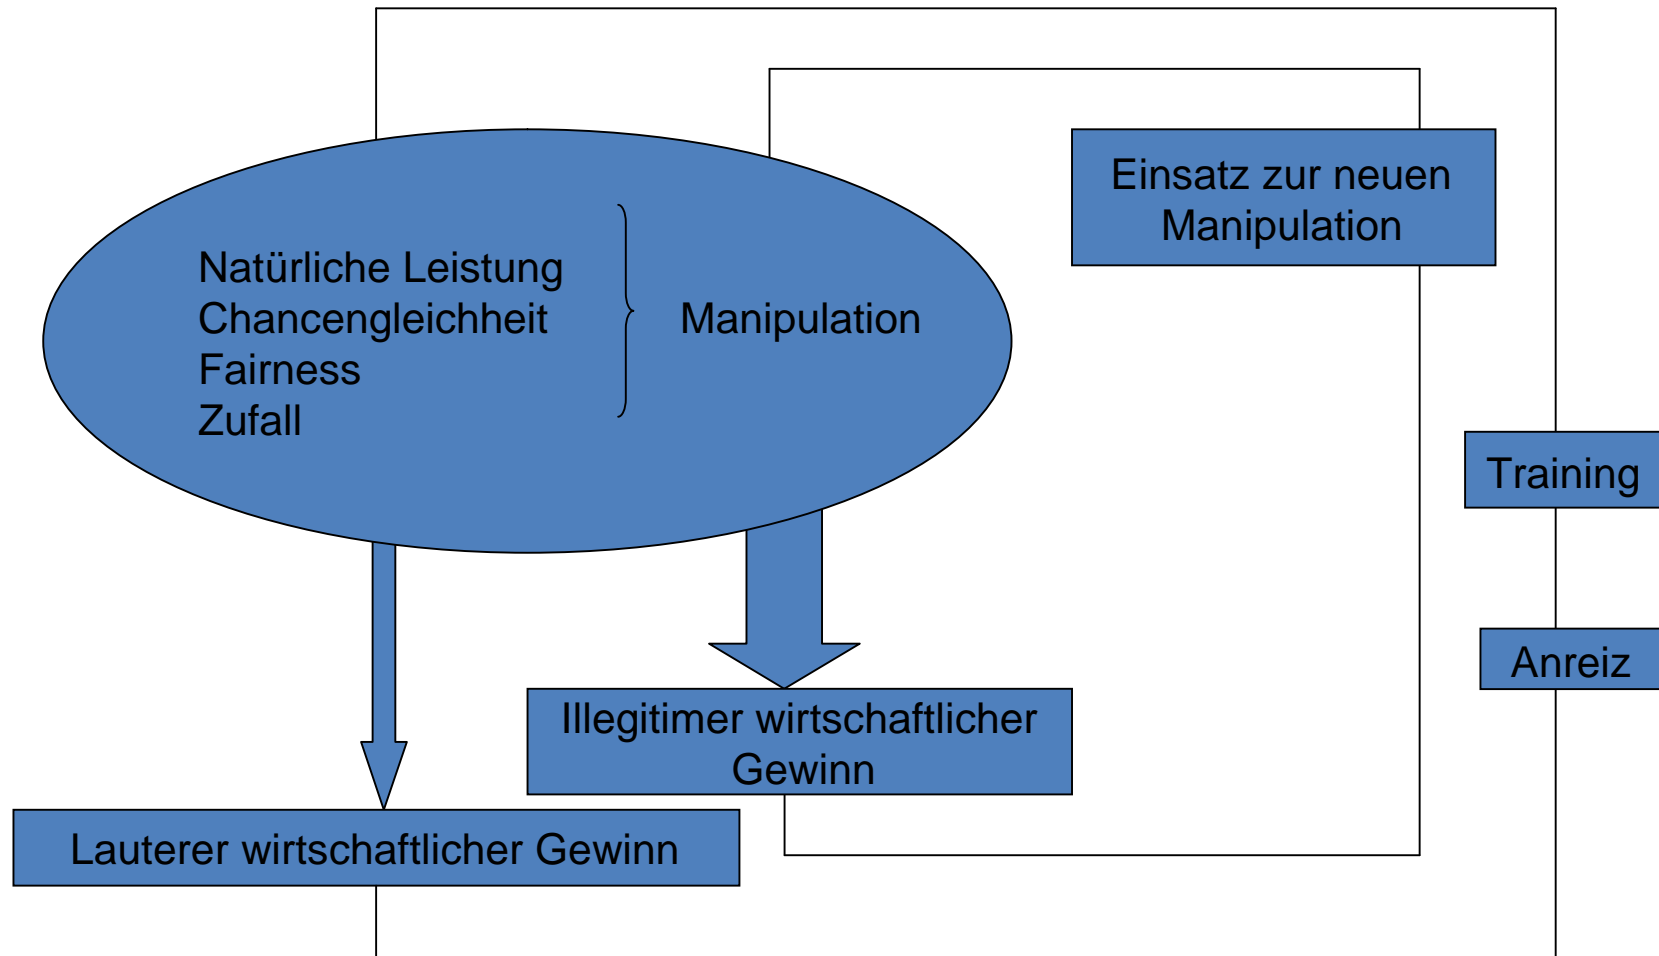 Einsatz zur neuen
Manipulation
Natürliche Leistung
Chancengleichheit
Fairness
Zufall
Manipulation
Training
Anreiz
Illegitimer wirtschaftlicher
Gewinn
Lauterer wirtschaftlicher Gewinn